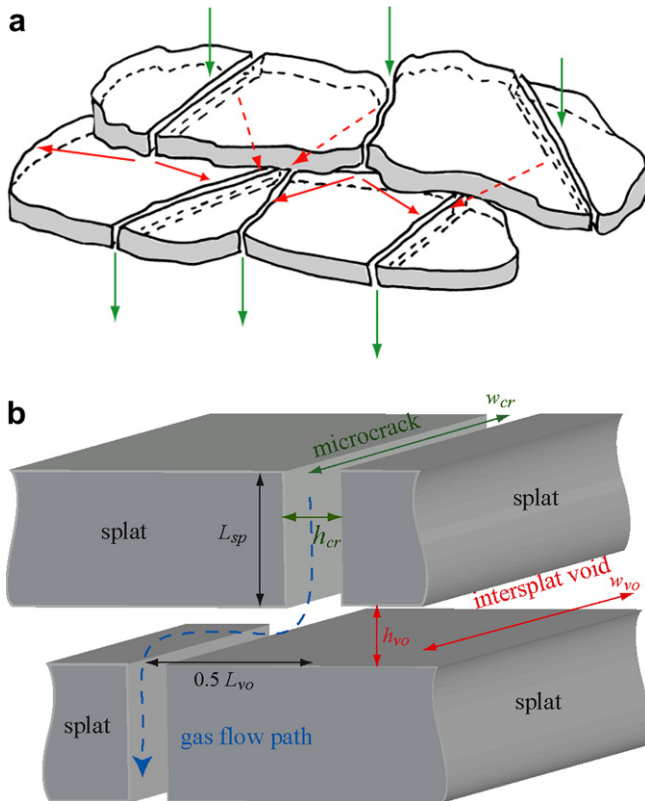 a
b
w_cr
microcrack
splat
L_sp
h_cr
splat
intersplat void
w_vo
h_vo
0.5 L_vo
splat
gas flow path
splat